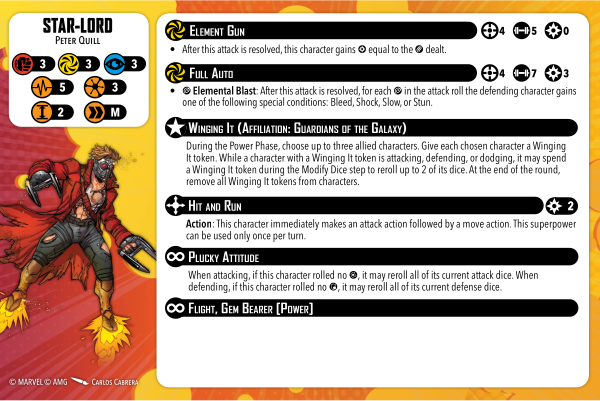 STAR-LORD
PETER QUILL
3 3 3
5 3
2 M
ELEMENT GUN 4 5 0
• After this attack is resolved, this character gains equal to the dealt.
FULL AUTO 4 7 3
• Elemental Blast: After this attack is resolved, for each in the attack roll the defending character gains
one of the following special conditions: Bleed, Shock, Slow, or Stun.
WINGING IT (AFFILIATION: GUARDIANS OF THE GALAXY)
During the Power Phase, choose up to three allied characters. Give each chosen character a Winging
It token. While a character with a Winging It token is attacking, defending, or dodging, it may spend
a Winging It token during the Modify Dice step to reroll up to 2 of its dice. At the end of the round,
remove all Winging It tokens from characters.
HIT AND RUN 2
Action: This character immediately makes an attack action followed by a move action. This superpower
can be used only once per turn.
PLUCKY ATTITUDE
When attacking, if this character rolled no , it may reroll all of its current attack dice. When
defending, if this character rolled no , it may reroll all of its current defense dice.
FLIGHT, GEM BEARER [POWER]
© MARVEL © AMG CARLOS CABRERA